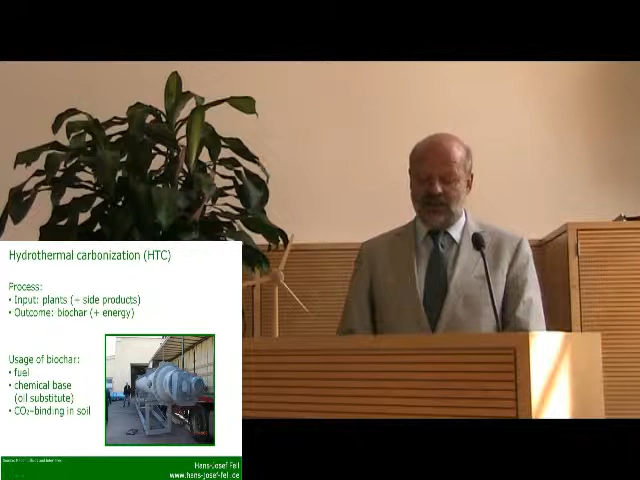 Hydrothermal carbonization (HTC)
Process:
• Input: plants (+ side products)
• Outcome: biochar (+ energy)
Usage of biochar:
• fuel
• chemical base
(oil substitute)
• CO₂-binding in soil
Hans-Josef Fell
www.hans-josef-fell.de